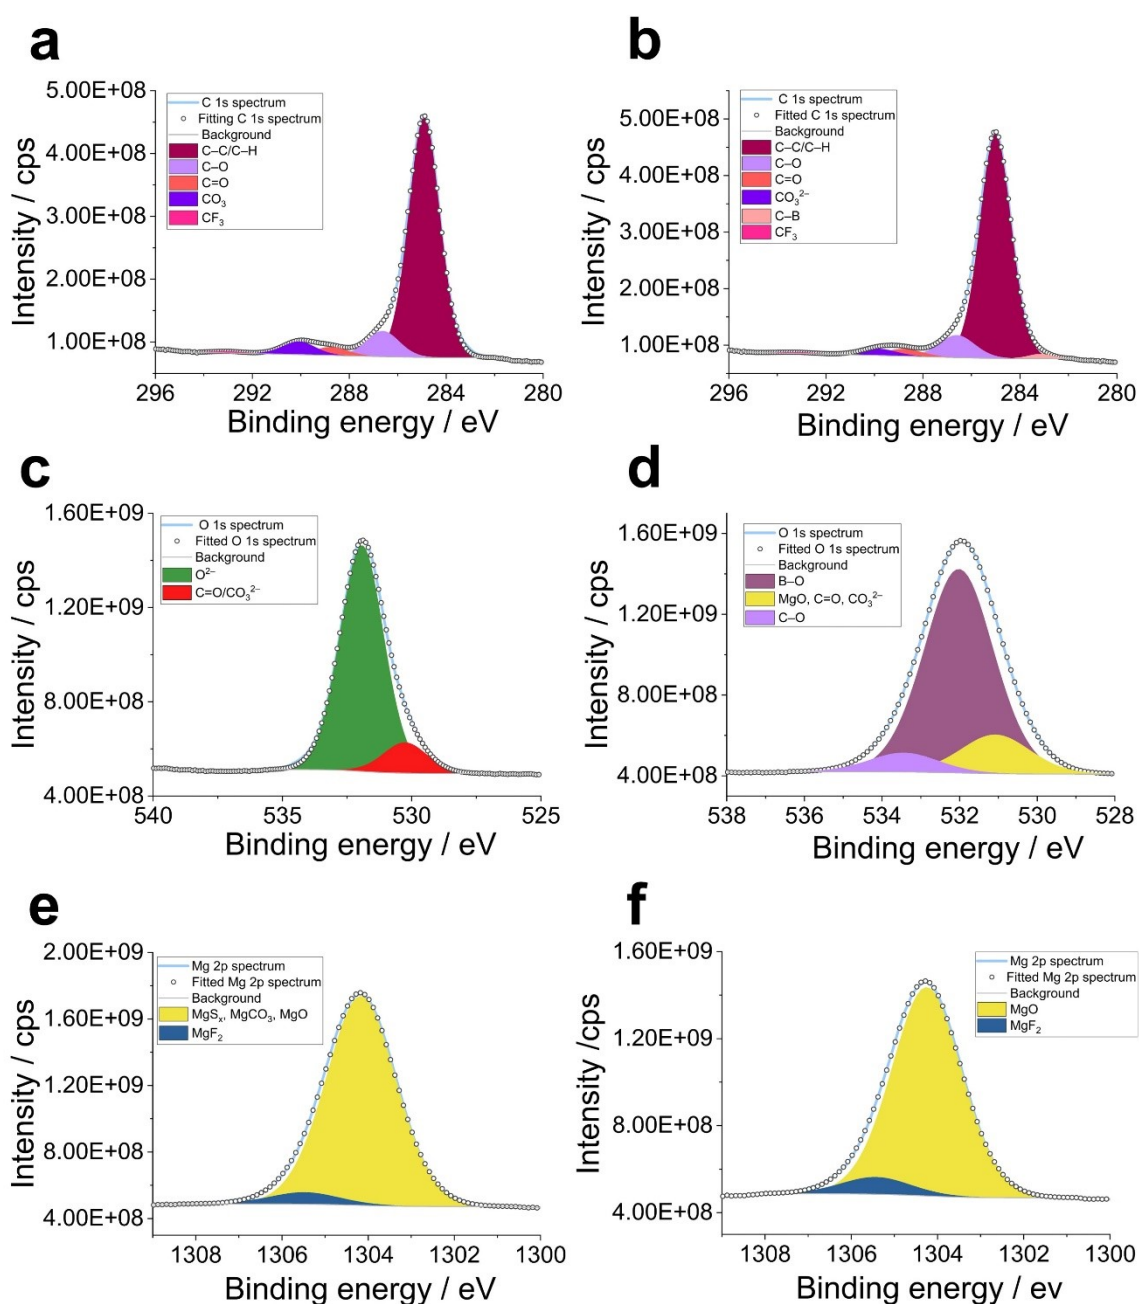 a
5.00E+08
4.00E+08
3.00E+08
2.00E+08
1.00E+08
Intensity / cps
C 1s spectrum
Fitting C 1s spectrum
Background
C–C/C–H
C–O
C=O
CO₃
CF₃
296 292 288 284 280
Binding energy / eV
b
5.00E+08
4.00E+08
3.00E+08
2.00E+08
1.00E+08
Intensity / cps
C 1s spectrum
Fitted C 1s spectrum
Background
C–C/C–H
C–O
C=O
CO₃²⁻
C–B
CF₃
296 292 288 284 280
Binding energy / eV
c
1.60E+09
1.20E+09
8.00E+08
4.00E+08
Intensity / cps
O 1s spectrum
Fitted O 1s spectrum
Background
O²⁻
C=O/CO₃²⁻
540 535 530 525
Binding energy / eV
d
1.60E+09
1.20E+09
8.00E+08
4.00E+08
Intensity / cps
O 1s spectrum
Fitted O 1s spectrum
Background
B–O
MgO, C=O, CO₃²⁻
C–O
538 536 534 532 530 528
Binding energy / eV
e
2.00E+09
1.60E+09
1.20E+09
8.00E+08
4.00E+08
Intensity / cps
Mg 2p spectrum
Fitted Mg 2p spectrum
Background
MgSₓ, MgCO₃, MgO
MgF₂
1308 1306 1304 1302 1300
Binding energy / eV
f
1.60E+09
1.20E+09
8.00E+08
4.00E+08
Intensity /cps
Mg 2p spectrum
Fitted Mg 2p spectrum
Background
MgO
MgF₂
1308 1306 1304 1302 1300
Binding energy / ev